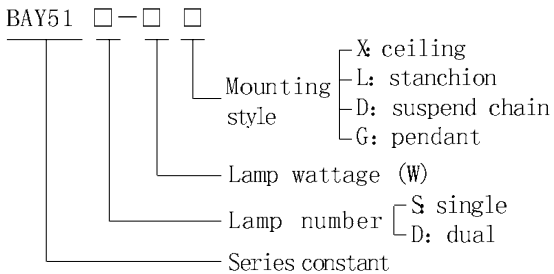 BAY51 □-□ □
X: ceiling
Mounting style
L: stanchion
D: suspend chain
G: pendant
Lamp wattage (W)
Lamp number
S: single
D: dual
Series constant